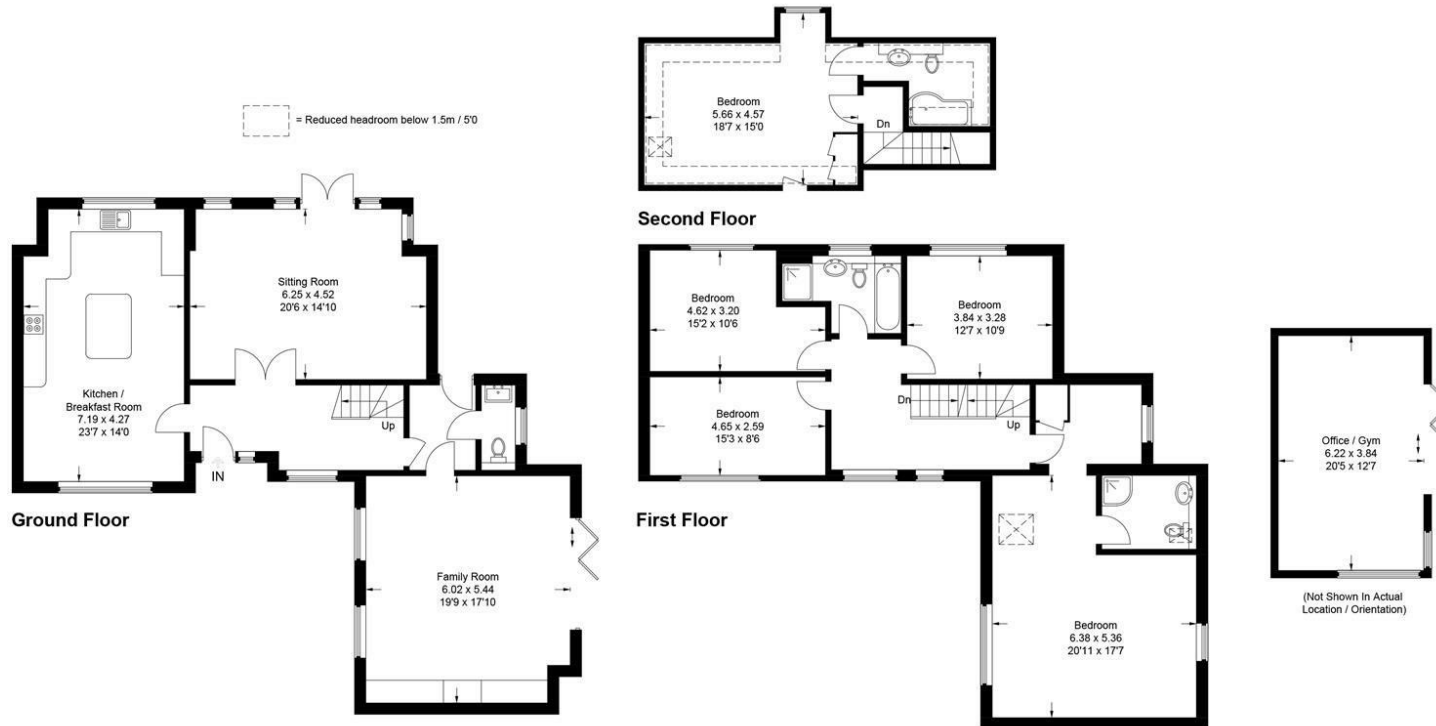 = Reduced headroom below 1.5m / 5'0
Bedroom
5.66 x 4.57
18'7 x 15'0
Dn
Second Floor
Sitting Room
6.25 x 4.52
20'6 x 14'10
Kitchen /
Breakfast Room
7.19 x 4.27
23'7 x 14'0
Up
IN
Ground Floor
Family Room
6.02 x 5.44
19'9 x 17'10
Bedroom
4.62 x 3.20
15'2 x 10'6
Bedroom
3.84 x 3.28
12'7 x 10'9
Bedroom
4.65 x 2.59
15'3 x 8'6
Dn
Up
First Floor
Bedroom
6.38 x 5.36
20'11 x 17'7
Office / Gym
6.22 x 3.84
20'5 x 12'7
(Not Shown In Actual
Location / Orientation)